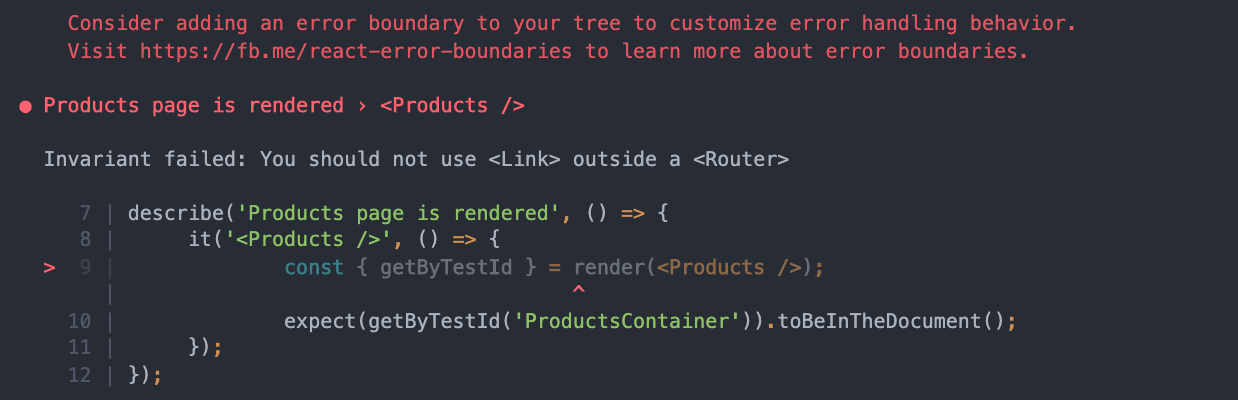 Consider adding an error boundary to your tree to customize error handling behavior.
Visit https://fb.me/react-error-boundaries to learn more about error boundaries.
● Products page is rendered › <Products />
Invariant failed: You should not use <Link> outside a <Router>
7 | describe('Products page is rendered', () => {
8 | it('<Products />', () => {
> 9 | const { getByTestId } = render(<Products />);
| ^
10 | expect(getByTestId('ProductsContainer')).toBeInTheDocument();
11 | });
12 | });